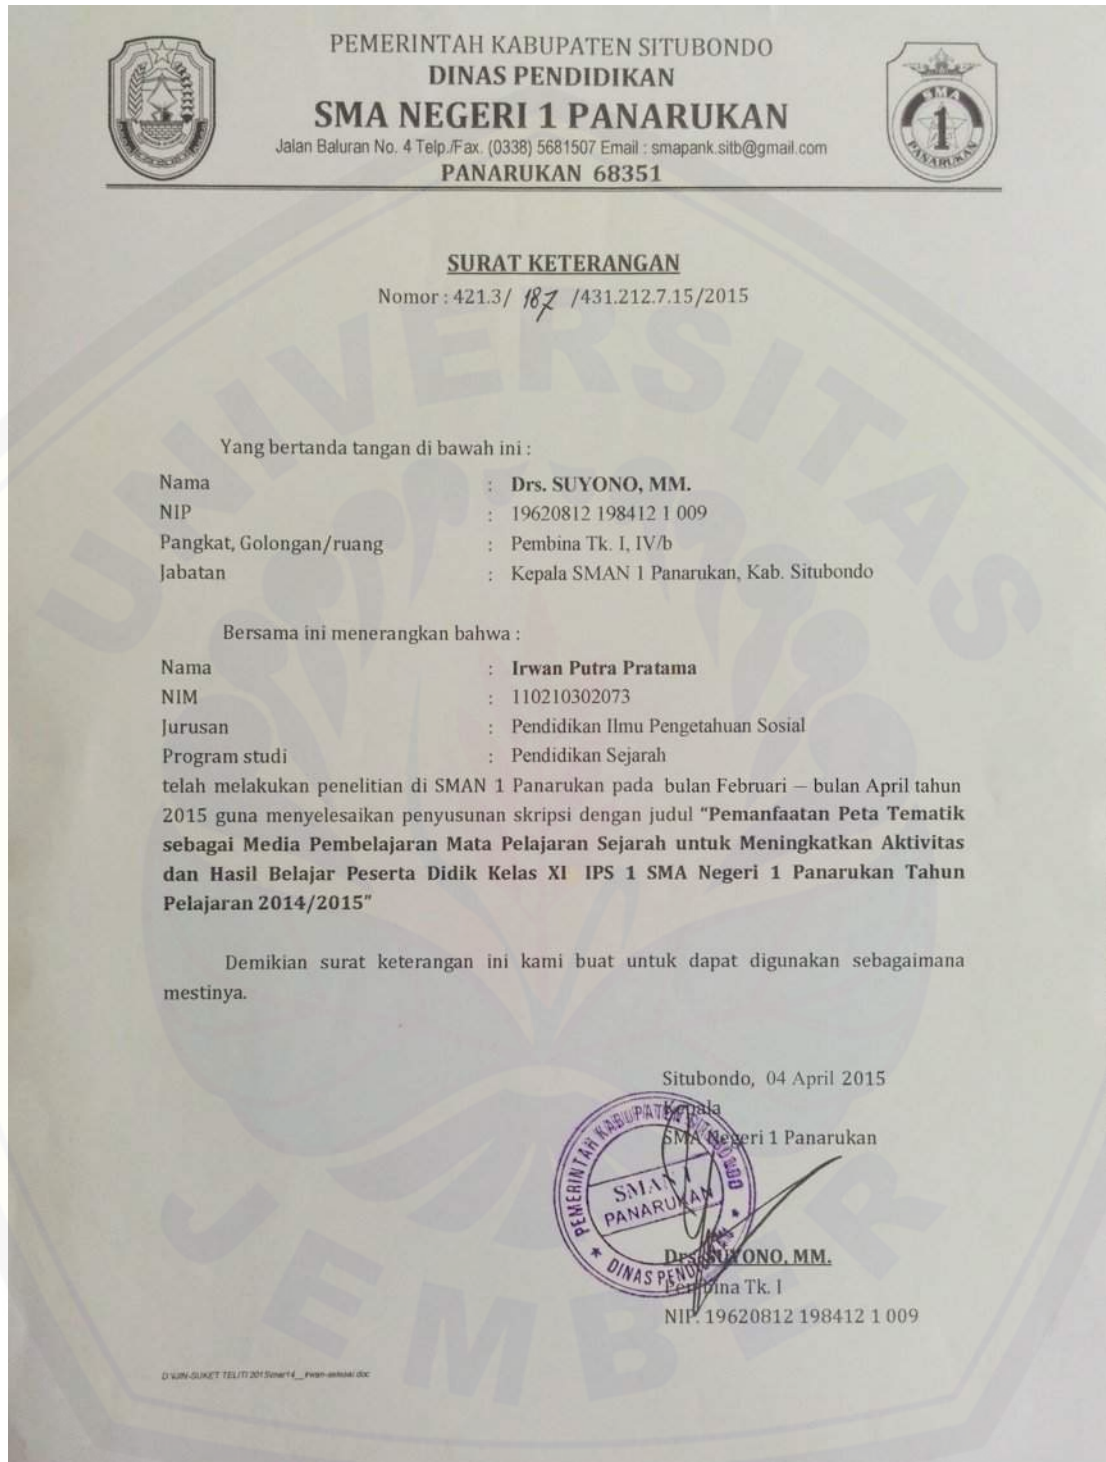 PEMERINTAH KABUPATEN SITUBONDO
DINAS PENDIDIKAN
SMA NEGERI 1 PANARUKAN
Jalan Baluran No. 4 Telp./Fax. (0338) 5681507 Email : smapank.sitb@gmail.com
PANARUKAN 68351
SMA
1
PANARUKAN
SURAT KETERANGAN
Nomor : 421.3/ 187 /431.212.7.15/2015
Yang bertanda tangan di bawah ini :
Nama : Drs. SUYONO, MM.
NIP : 19620812 198412 1 009
Pangkat, Golongan/ruang : Pembina Tk. I, IV/b
Jabatan : Kepala SMAN 1 Panarukan, Kab. Situbondo
Bersama ini menerangkan bahwa :
Nama : Irwan Putra Pratama
NIM : 110210302073
Jurusan : Pendidikan Ilmu Pengetahuan Sosial
Program studi : Pendidikan Sejarah
telah melakukan penelitian di SMAN 1 Panarukan pada bulan Februari – bulan April tahun
2015 guna menyelesaikan penyusunan skripsi dengan judul "Pemanfaatan Peta Tematik
sebagai Media Pembelajaran Mata Pelajaran Sejarah untuk Meningkatkan Aktivitas
dan Hasil Belajar Peserta Didik Kelas XI IPS 1 SMA Negeri 1 Panarukan Tahun
Pelajaran 2014/2015"
Demikian surat keterangan ini kami buat untuk dapat digunakan sebagaimana
mestinya.
Situbondo, 04 April 2015
Kepala
SMA Negeri 1 Panarukan
PEMERINTAH KABUPATEN SITUBONDO
SMAN 1
PANARUKAN
DINAS PENDIDIKAN
Drs. SUYONO, MM.
Pembina Tk. I
NIP. 19620812 198412 1 009
UNIVERSITAS
JEMBER